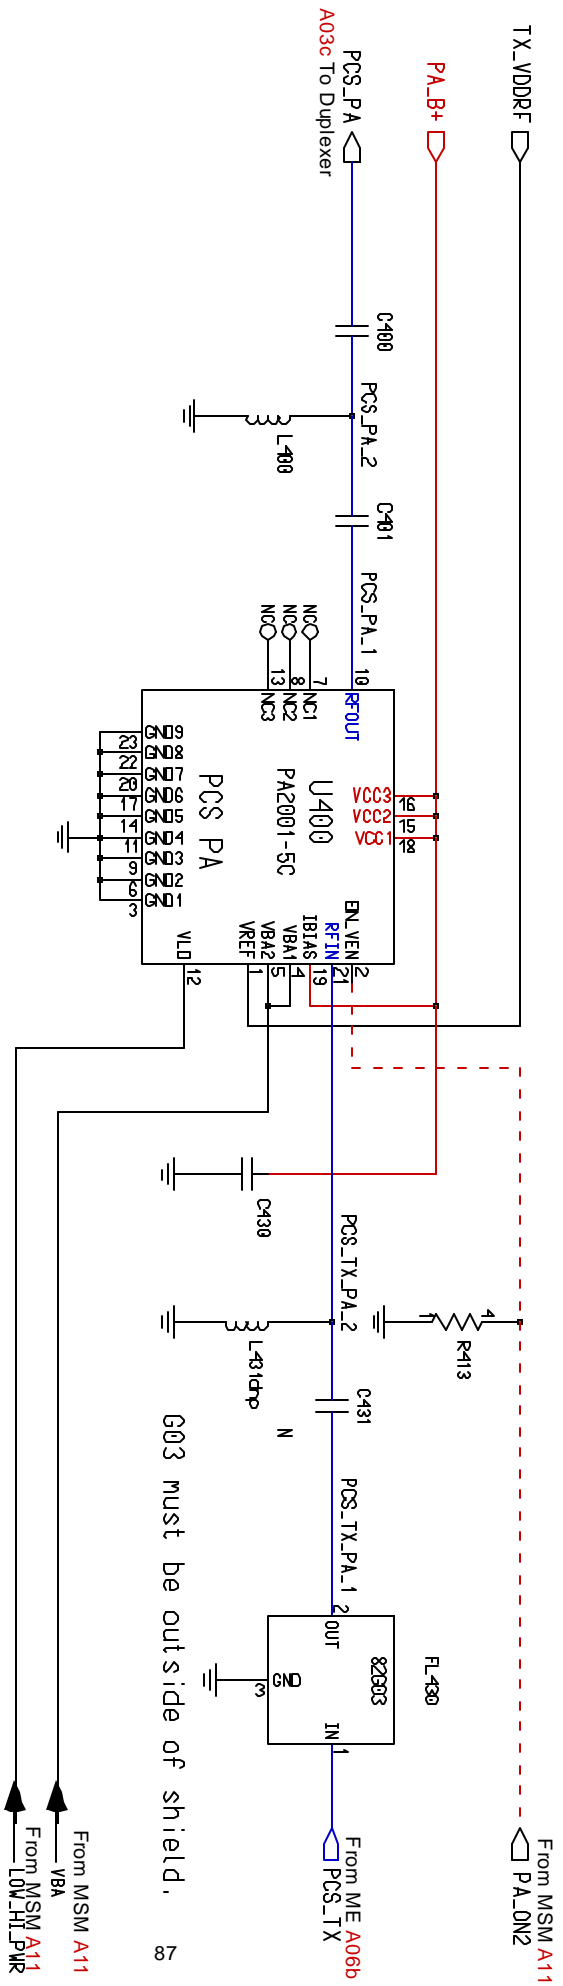 TX_VDDRF
PA_B+
PCS_PA
A03c To Duplexer
C400
PCS_PA_2
L400
C401
PCS_PA_1
NC
NC
NC
7
8
13
10
NC1
NC2
NC3
RFOUT
U400
PA2001-5C
PCS PA
VCC3
VCC2
VCC1
16
15
18
GND9
GND8
GND7
GND6
GND5
GND4
GND3
GND2
GND1
23
22
20
17
14
11
9
6
3
EN_VEN
RFIN
IBIAS
VBA1
VBA2
VREF
VLD
2
21
19
4
5
1
12
C430
PCS_TX_PA_2
L431dnp
R413
1
4
C431
N
PCS_TX_PA_1
G03 must be outside of shield.
FL430
82G03
OUT
2
GND
3
IN
1
From ME A06b
PCS_TX
From MSM A11
PA_ON2
From MSM A11
VBA
From MSM A11
LOW_HI_PWR
87